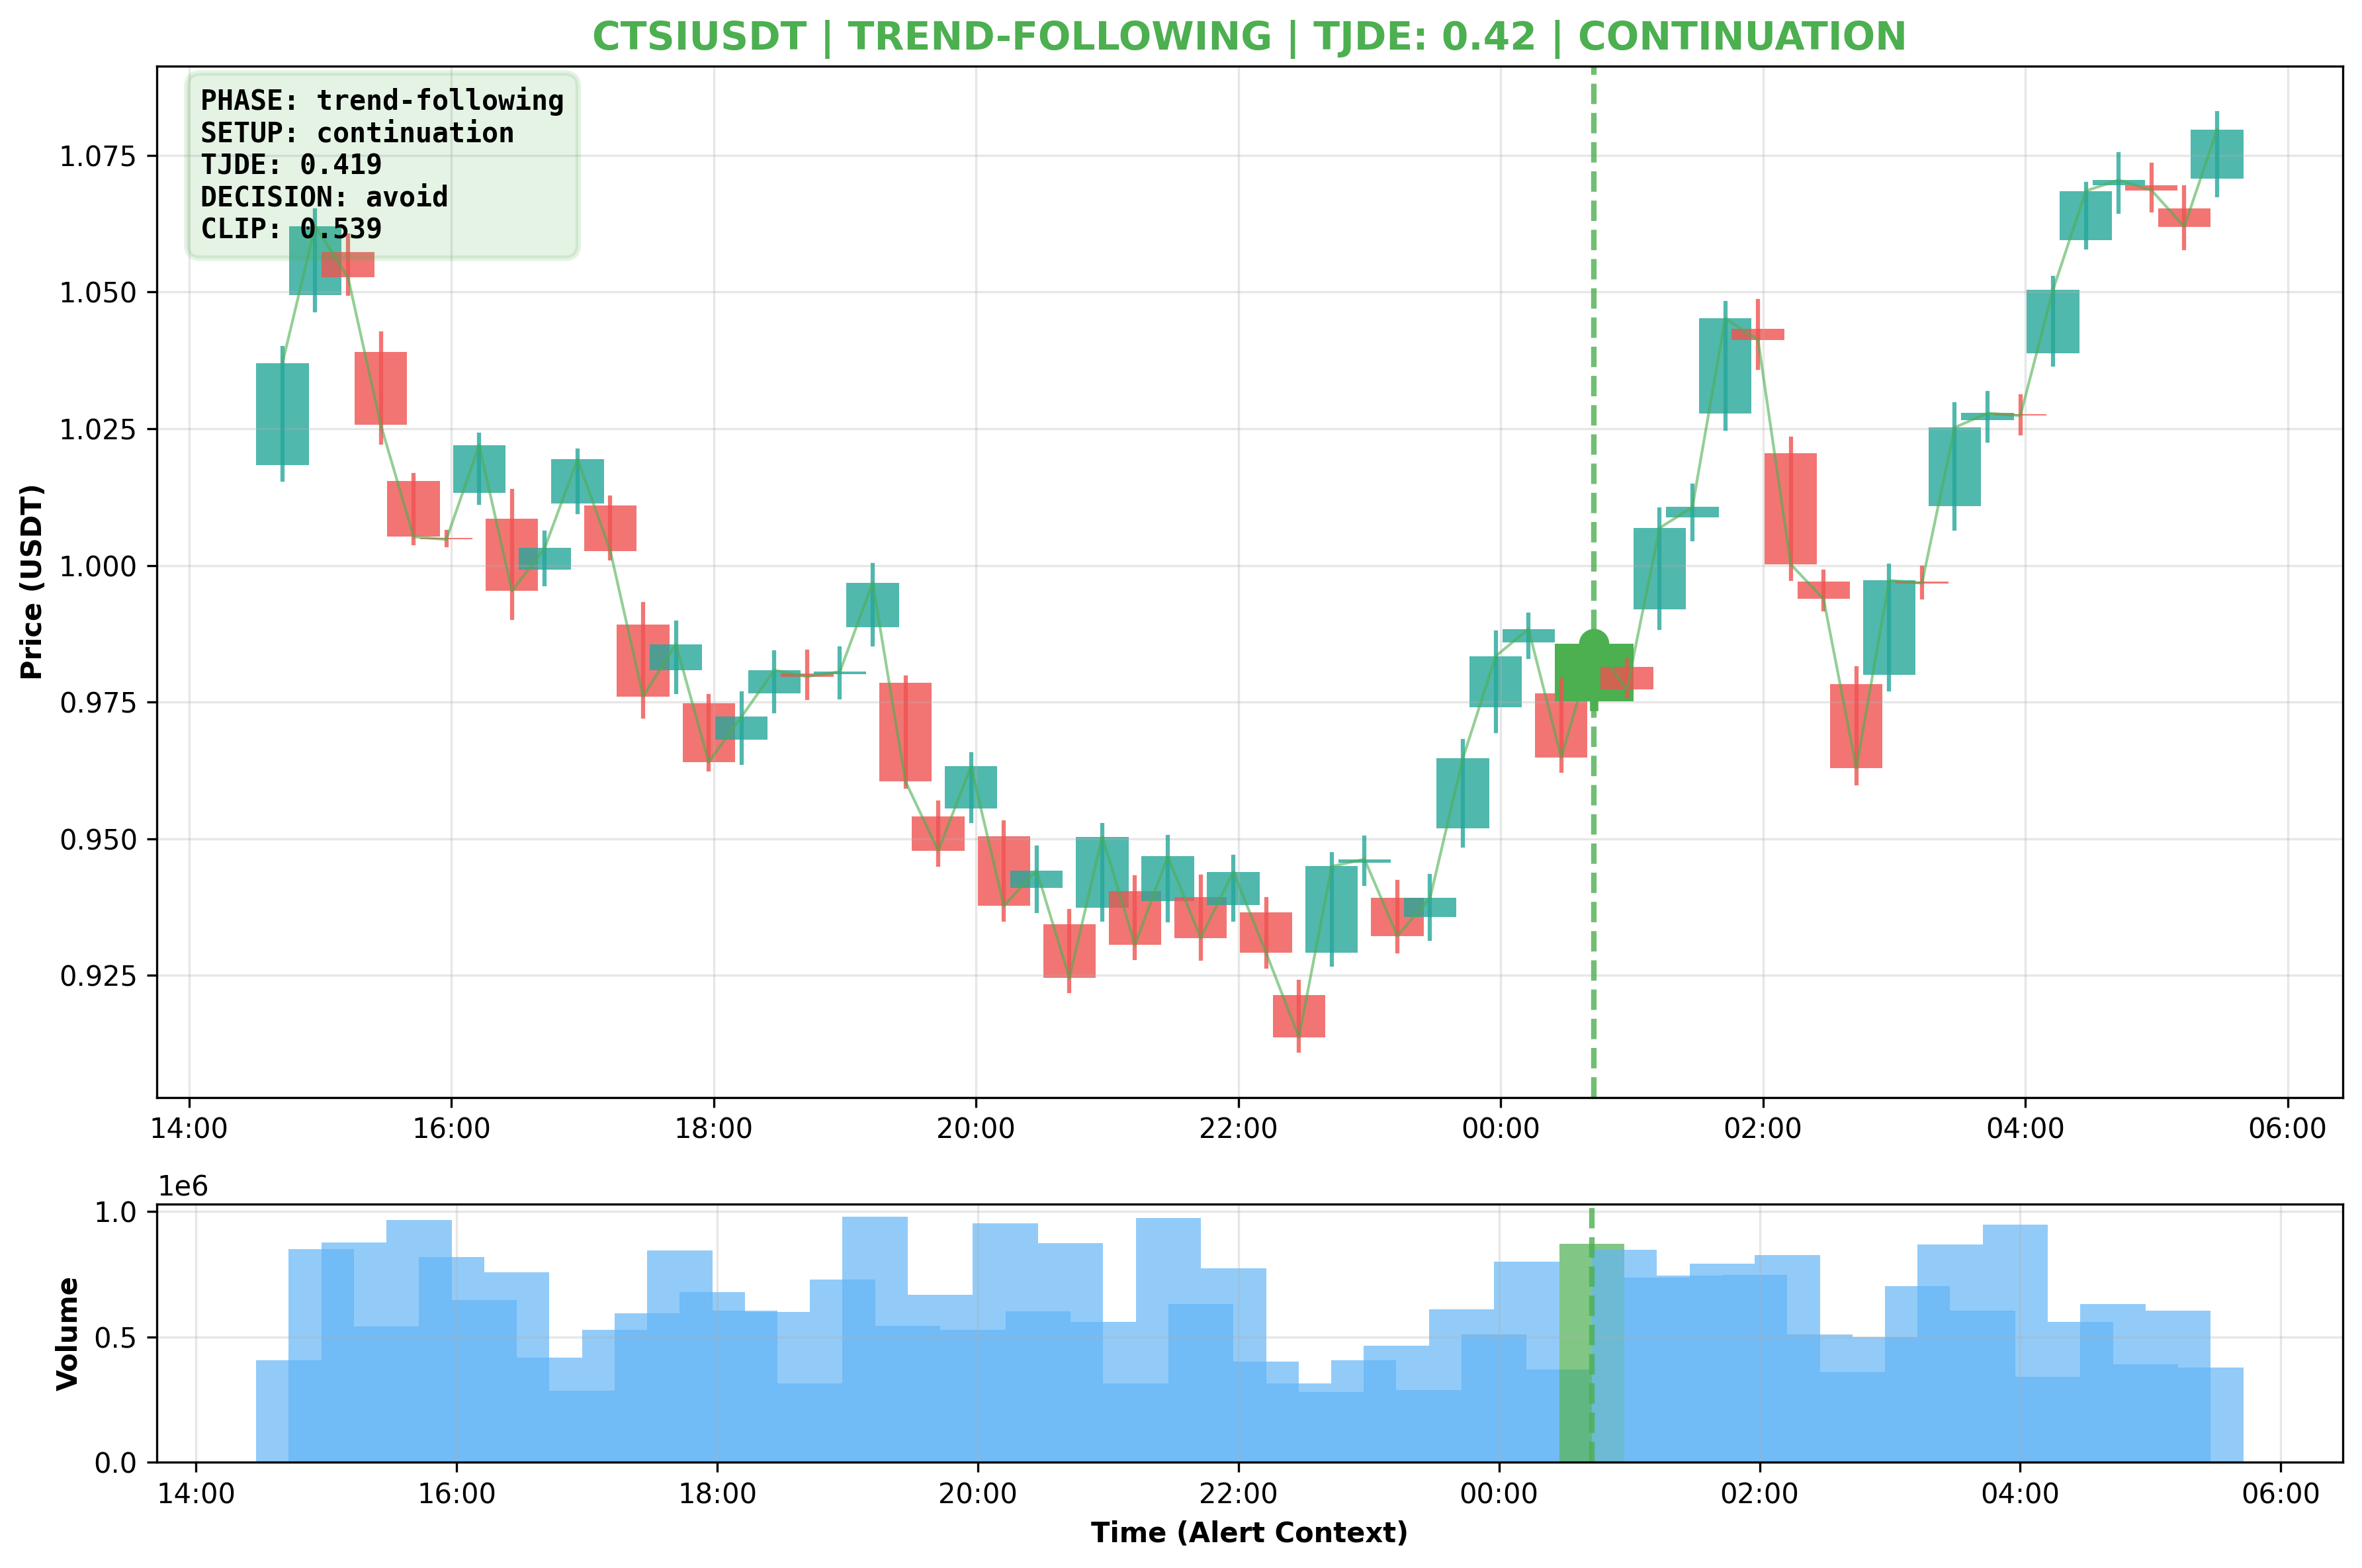 CTSIUSDT | TREND-FOLLOWING | TJDE: 0.42 | CONTINUATION
PHASE: trend-following
SETUP: continuation
TJDE: 0.419
DECISION: avoid
CLIP: 0.539
Price (USDT)
1.075
1.050
1.025
1.000
0.975
0.950
0.925
14:00 16:00 18:00 20:00 22:00 00:00 02:00 04:00 06:00
1e6
Volume
1.0
0.5
0.0
14:00 16:00 18:00 20:00 22:00 00:00 02:00 04:00 06:00
Time (Alert Context)